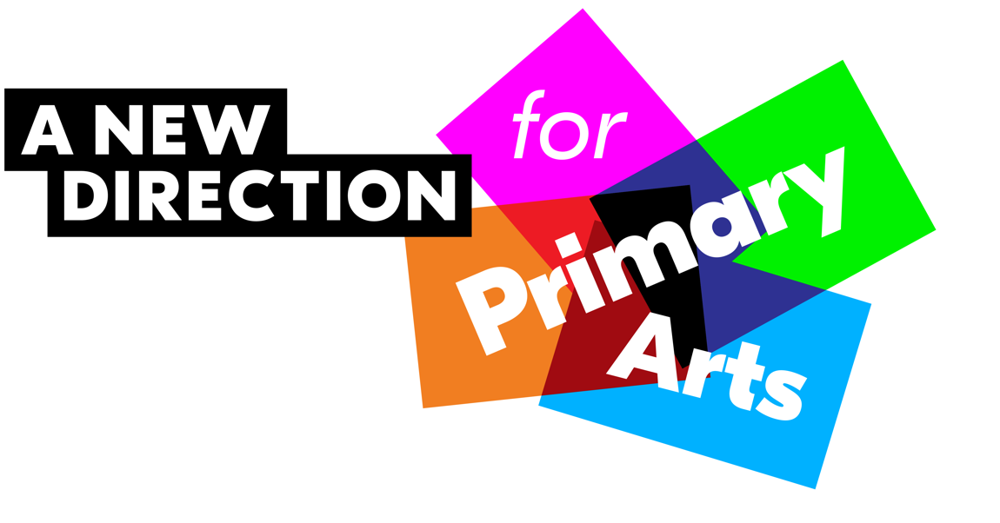 A NEW
DIRECTION
for
Primary
Arts